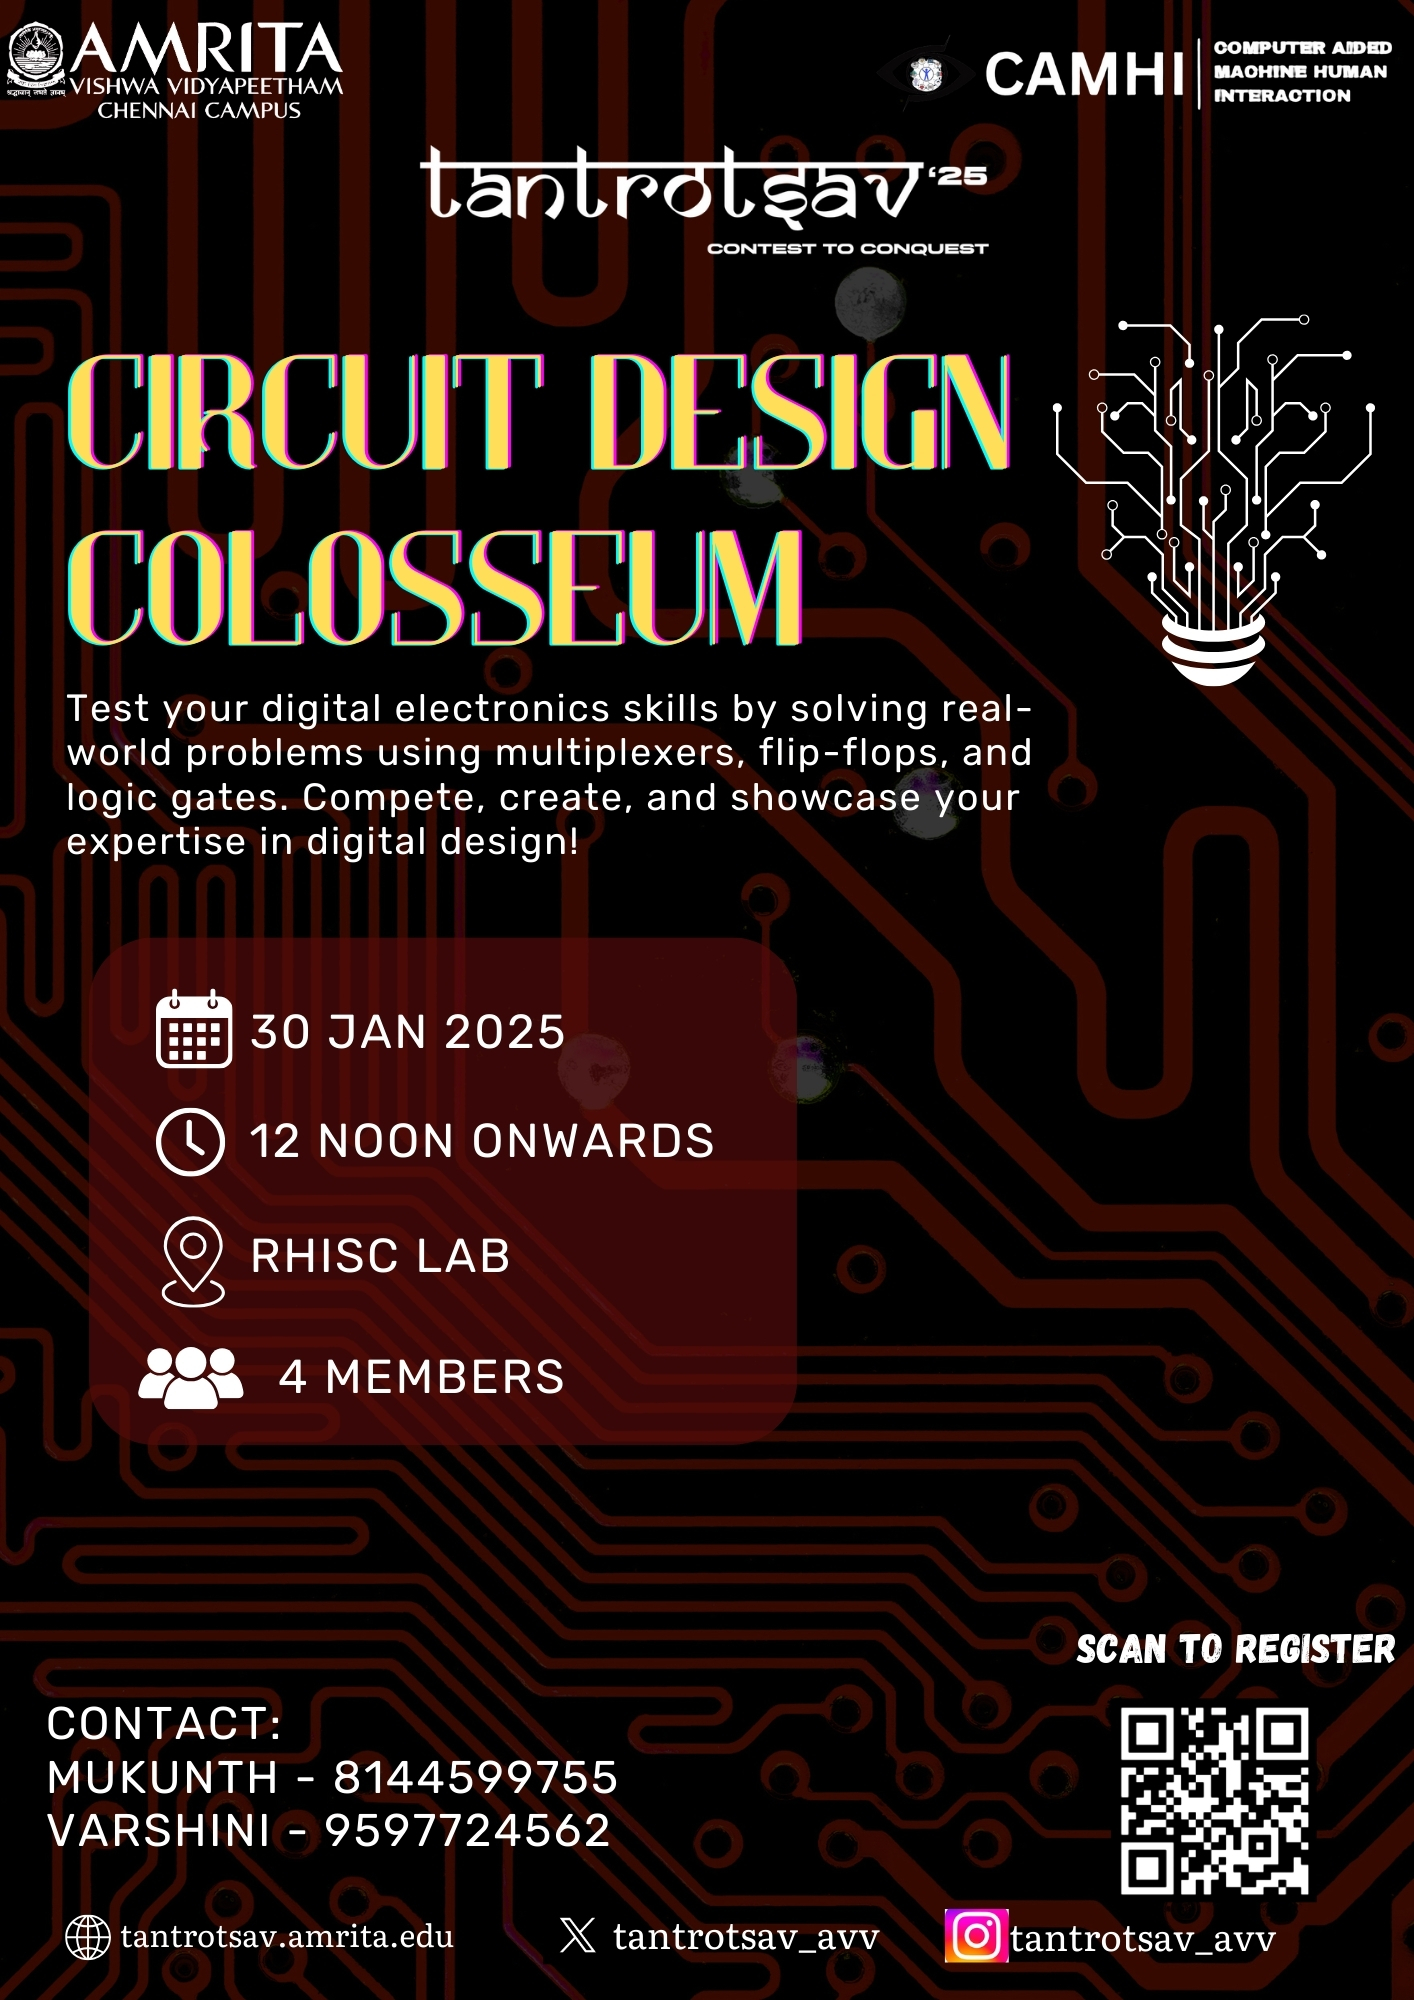 AMRITA
VISHWA VIDYAPEETHAM
CHENNAI CAMPUS
CAMHI
COMPUTER AIDED
MACHINE HUMAN
INTERACTION
tantrotsav '25
CONTEST TO CONQUEST
CIRCUIT DESIGN
COLOSSEUM
Test your digital electronics skills by solving real-
world problems using multiplexers, flip-flops, and
logic gates. Compete, create, and showcase your
expertise in digital design!
30 JAN 2025
12 NOON ONWARDS
RHISC LAB
4 MEMBERS
SCAN TO REGISTER
CONTACT:
MUKUNTH - 8144599755
VARSHINI - 9597724562
tantrotsav.amrita.edu
tantrotsav_avv
tantrotsav_avv